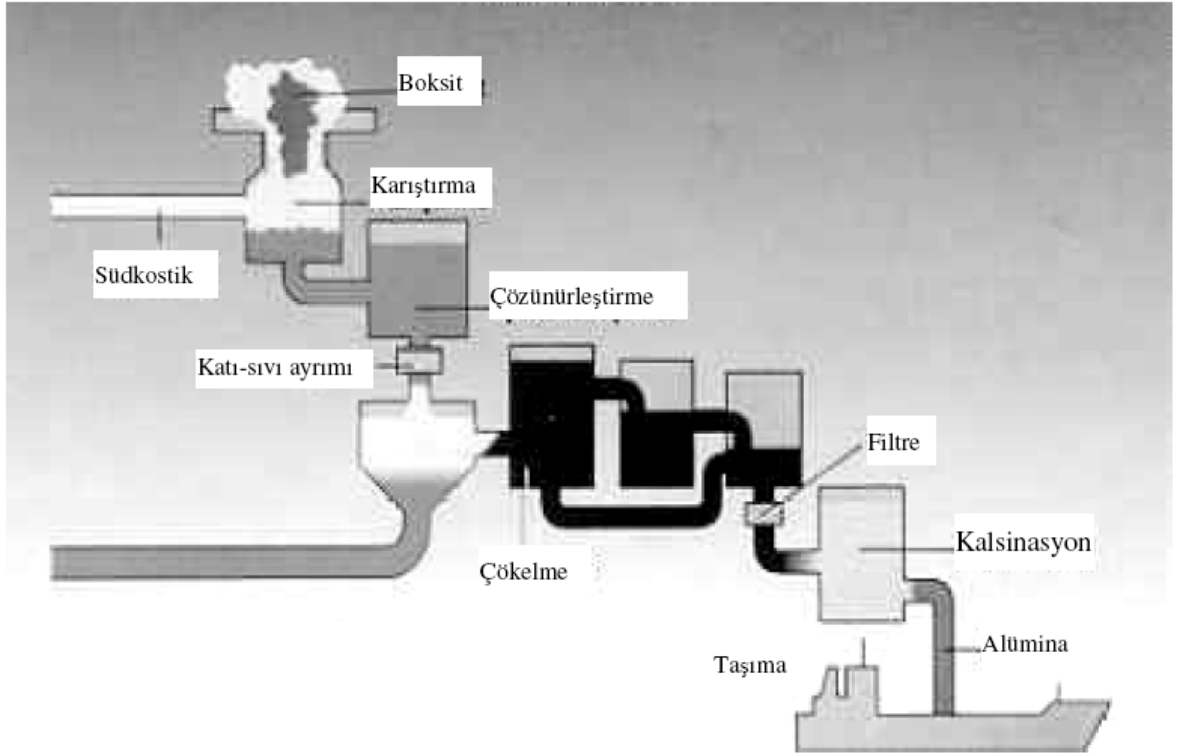 Boksit
Karıştırma
Südkostik
Çözünürleştirme
Katı-sıvı ayrımı
Filtre
Kalsinasyon
Çökelme
Alümina
Taşıma